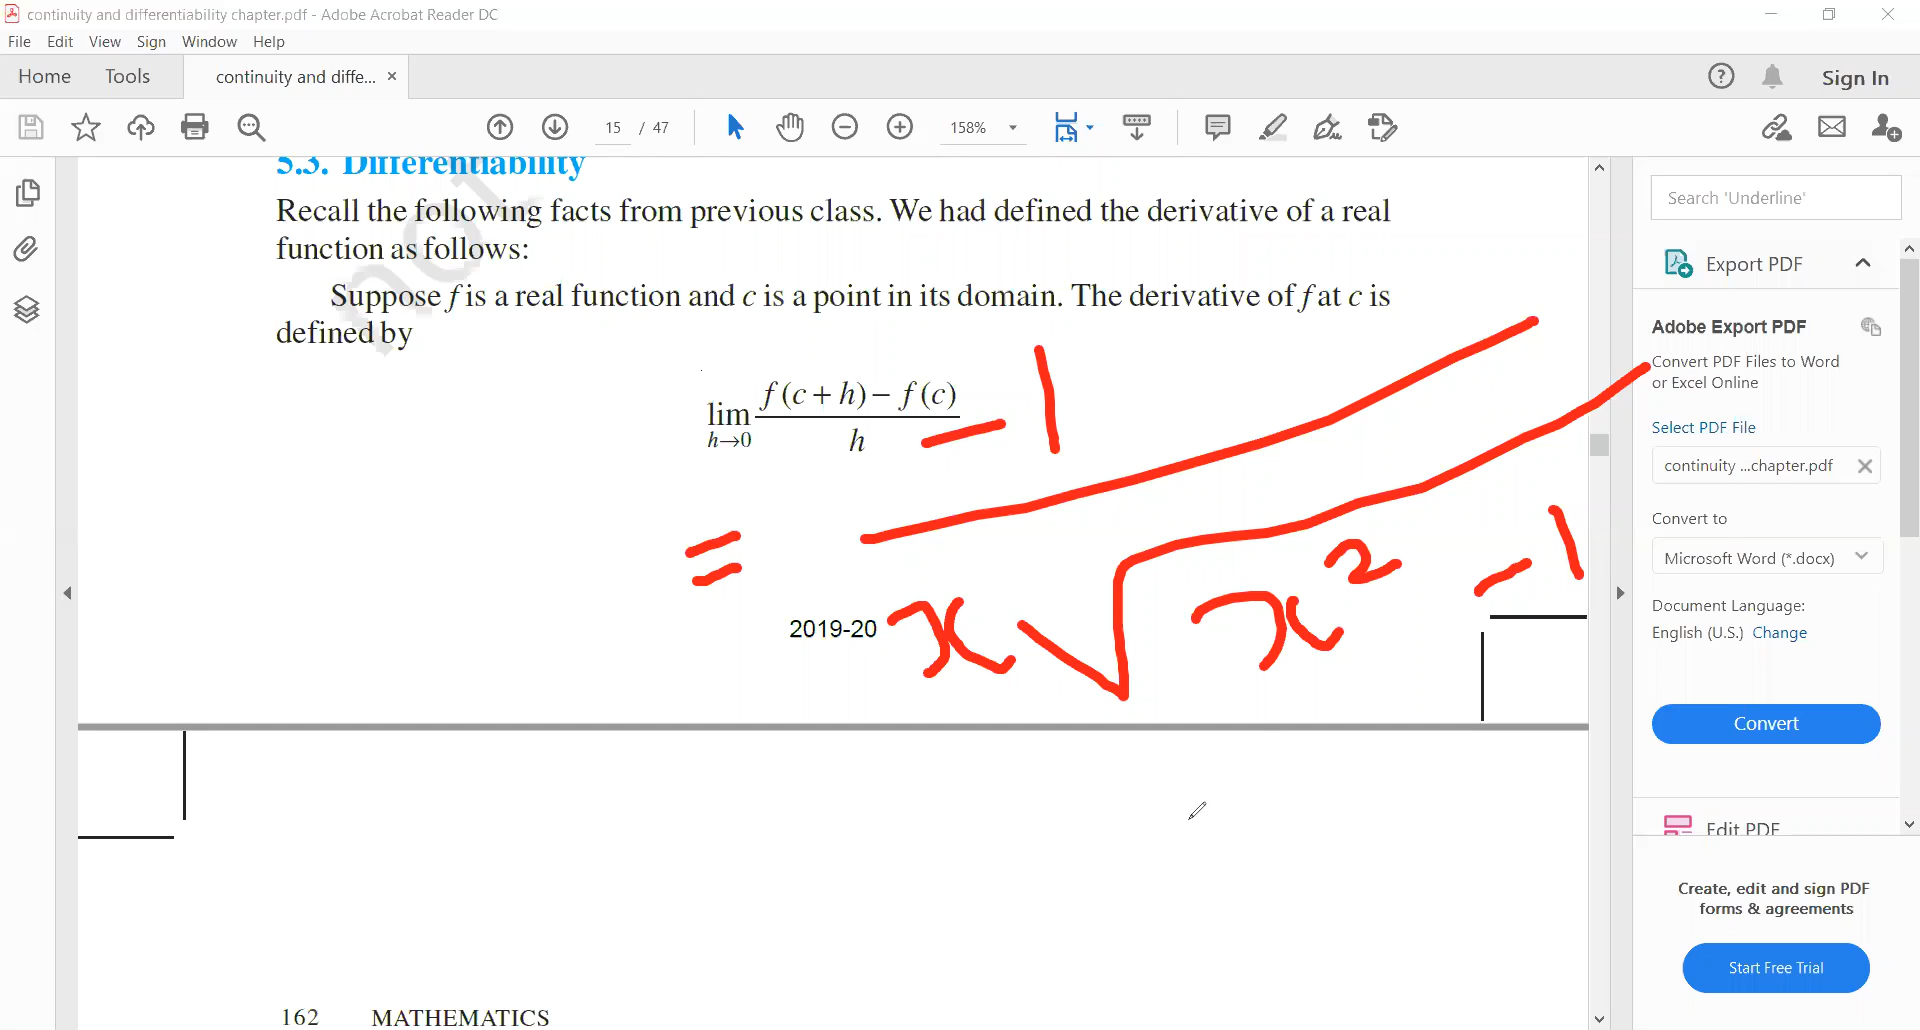 continuity and differentiability chapter.pdf - Adobe Acrobat Reader DC
File Edit View Sign Window Help
Home Tools continuity and diffe... × ? Sign In
15 / 47 158%
5.3. Differentiability
Recall the following facts from previous class. We had defined the derivative of a real
function as follows:
Suppose f is a real function and c is a point in its domain. The derivative of f at c is
defined by
lim h→0 f(c + h) − f(c) / h
= −1 / x√x² −1
2019-20
162 MATHEMATICS
not
Search 'Underline'
Export PDF
Adobe Export PDF
Convert PDF Files to Word
or Excel Online
Select PDF File
continuity ...chapter.pdf
Convert to
Microsoft Word (*.docx)
Document Language:
English (U.S.) Change
Convert
Edit PDF
Create, edit and sign PDF
forms & agreements
Start Free Trial